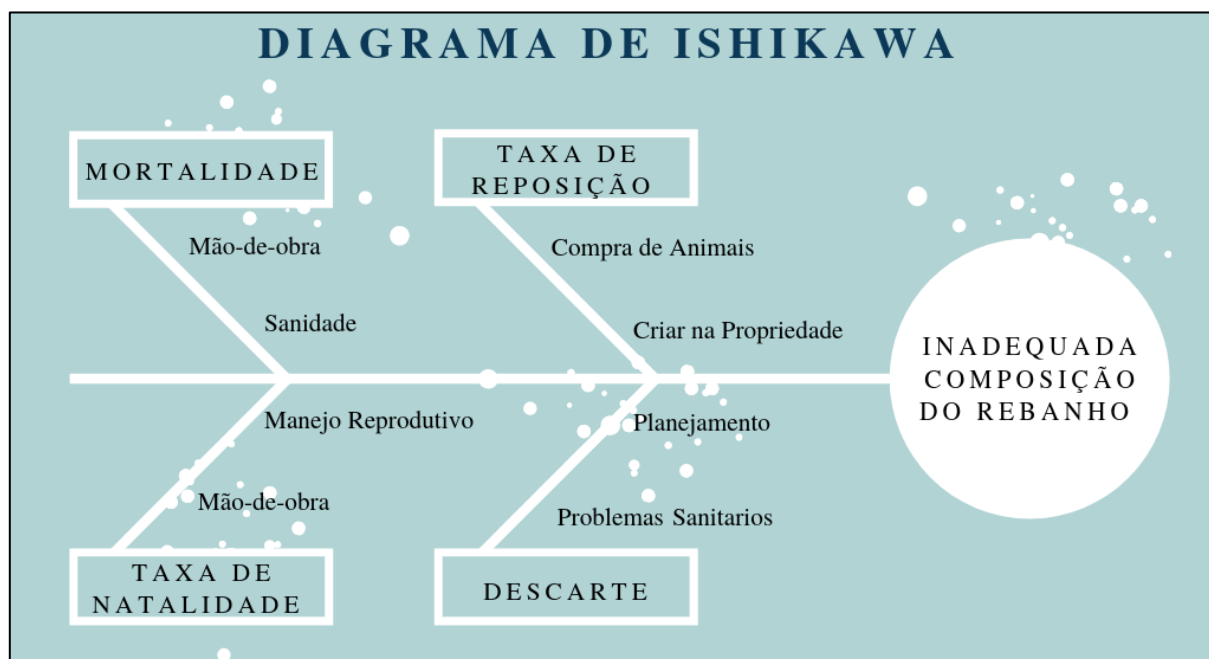 DIAGRAMA DE ISHIKAWA
MORTALIDADE
TAXA DE
REPOSIÇÃO
Mão-de-obra
Compra de Animais
Sanidade
Criar na Propriedade
INADEQUADA
COMPOSIÇÃO
DO REBANHO
Manejo Reprodutivo
Planejamento
Mão-de-obra
Problemas Sanitarios
TAXA DE
NATALIDADE
DESCARTE